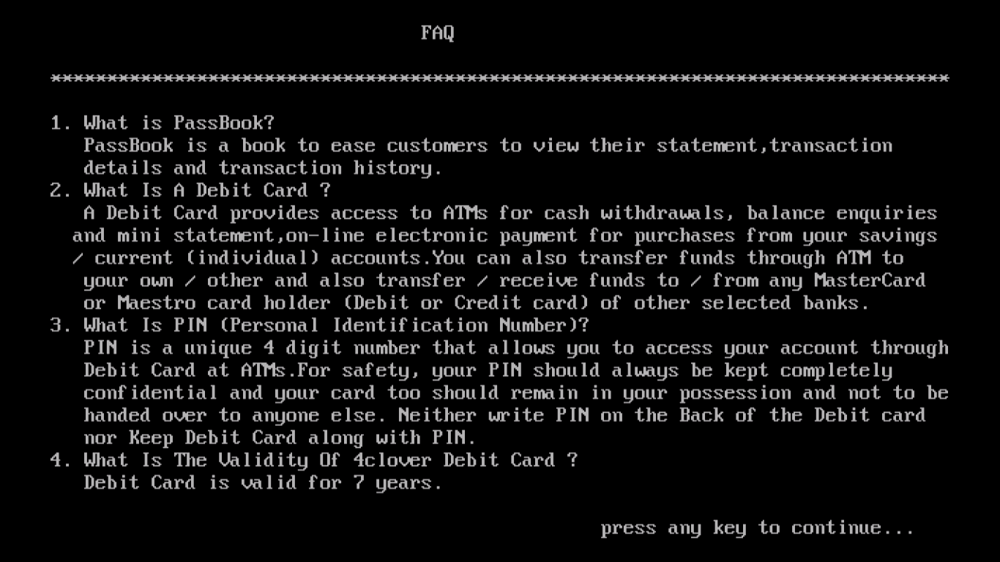 FAQ
********************************************************************************
1. What is PassBook?
PassBook is a book to ease customers to view their statement,transaction
details and transaction history.
2. What Is A Debit Card ?
A Debit Card provides access to ATMs for cash withdrawals, balance enquiries
and mini statement,on-line electronic payment for purchases from your savings
/ current (individual) accounts.You can also transfer funds through ATM to
your own / other and also transfer / receive funds to / from any MasterCard
or Maestro card holder (Debit or Credit card) of other selected banks.
3. What Is PIN (Personal Identification Number)?
PIN is a unique 4 digit number that allows you to access your account through
Debit Card at ATMs.For safety, your PIN should always be kept completely
confidential and your card too should remain in your possession and not to be
handed over to anyone else. Neither write PIN on the Back of the Debit card
nor Keep Debit Card along with PIN.
4. What Is The Validity Of 4clover Debit Card ?
Debit Card is valid for 7 years.
press any key to continue...